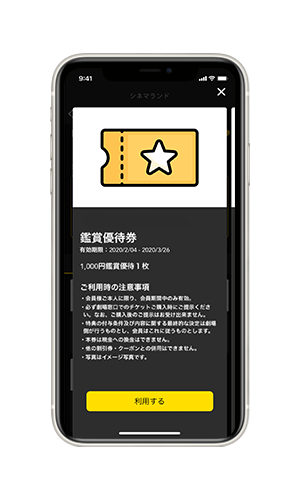 9:41
シネマランド
鑑賞優待券
有効期限：2020/2/04 - 2020/3/26
1,000円鑑賞優待１枚
ご利用時の注意事項
・会員様ご本人に限り、会員期間中のみ有効。
・必ず劇場窓口でのチケットご購入時にご提示くださ
い。なお、ご購入後のご提示はお受け出来ません。
・特典の付与条件及び内容に関する最終的な決定は劇場
側が行うものとし、会員はこれに従うものとします。
・本券は現金への換金はできません。
・他の割引券・クーポンとの併用はできません。
・写真はイメージ写真です。
利用する